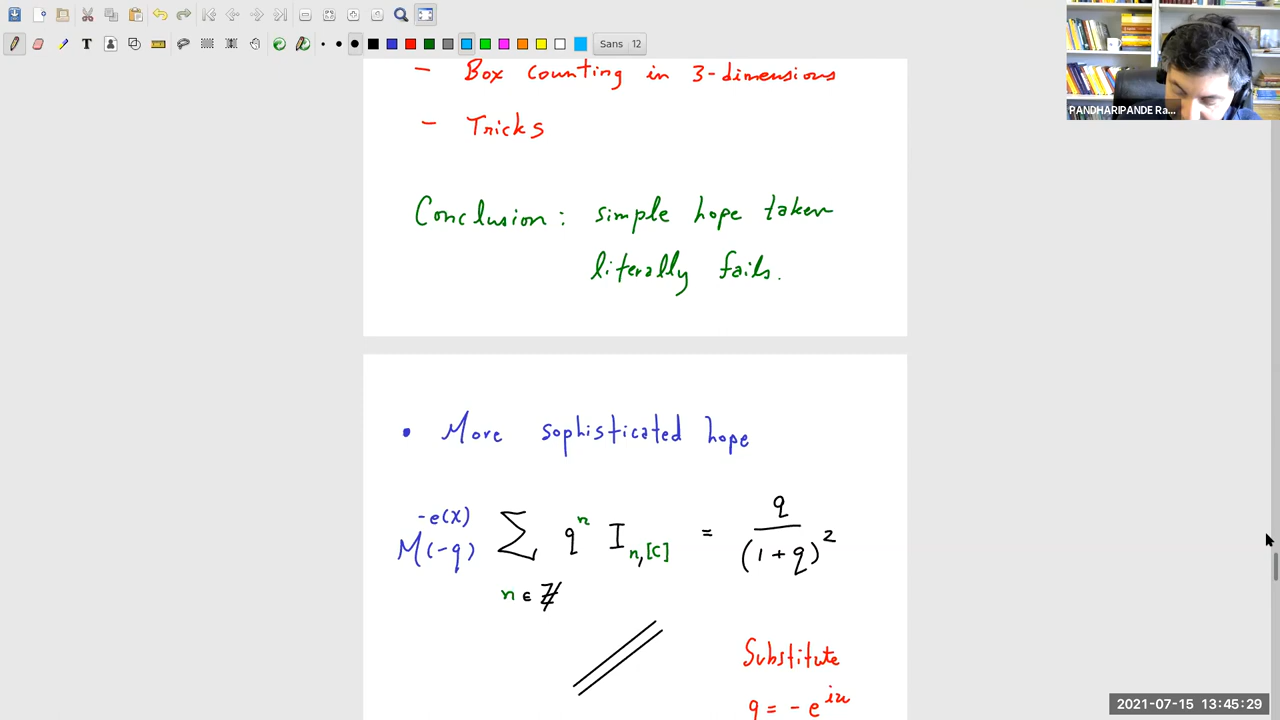 Sans 12
PANDHARIPANDE Ra...
- Box counting in 3-dimensions
- Tricks
Conclusion: simple hope taken
literally fails.
• More sophisticated hope
M(-q)^{-e(X)} ∑_{n ∈ ℤ} q^n I_{n,[C]} = q / (1+q)^2
Substitute
q = - e^{iu}
2021-07-15 13:45:29